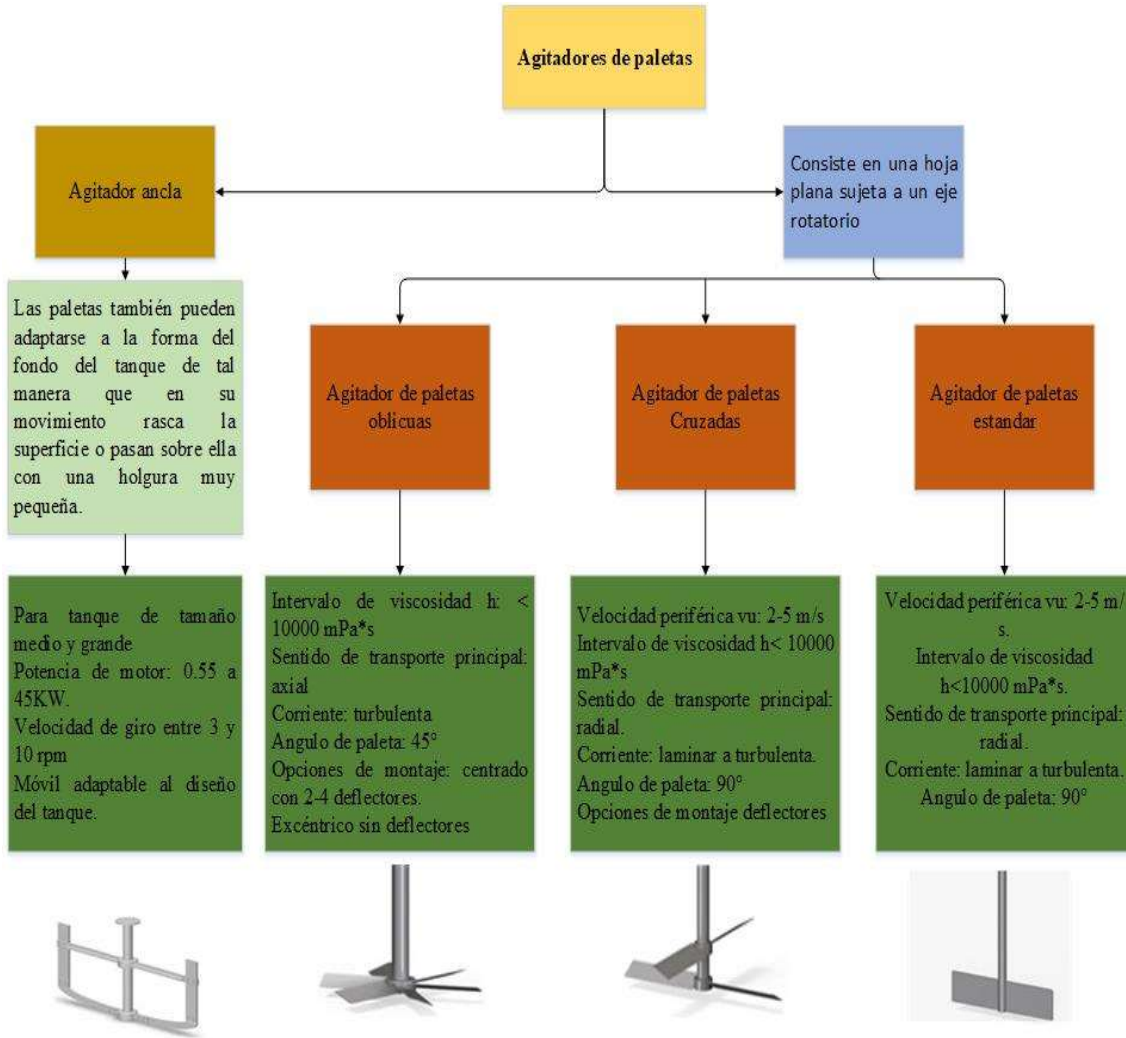 Agitadores de paletas
Agitador ancla
Consiste en una hoja
plana sujeta a un eje
rotatorio
Las paletas también pueden
adaptarse a la forma del
fondo del tanque de tal
manera que en su
movimiento rasca la
superficie o pasan sobre ella
con una holgura muy
pequeña.
Agitador de paletas
oblicuas
Agitador de paletas
Cruzadas
Agitador de paletas
estandar
Para tanque de tamaño
medio y grande
Potencia de motor: 0.55 a
45KW.
Velocidad de giro entre 3 y
10 rpm
Móvil adaptable al diseño
del tanque.
Intervalo de viscosidad h: <
10000 mPa*s
Sentido de transporte principal:
axial
Corriente: turbulenta
Angulo de paleta: 45°
Opciones de montaje: centrado
con 2-4 deflectores.
Excéntrico sin deflectores
Velocidad periférica vu: 2-5 m/s
Intervalo de viscosidad h< 10000
mPa*s
Sentido de transporte principal:
radial.
Corriente: laminar a turbulenta.
Angulo de paleta: 90°
Opciones de montaje deflectores
Velocidad periférica vu: 2-5 m/
s.
Intervalo de viscosidad
h<10000 mPa*s.
Sentido de transporte principal:
radial.
Corriente: laminar a turbulenta.
Angulo de paleta: 90°